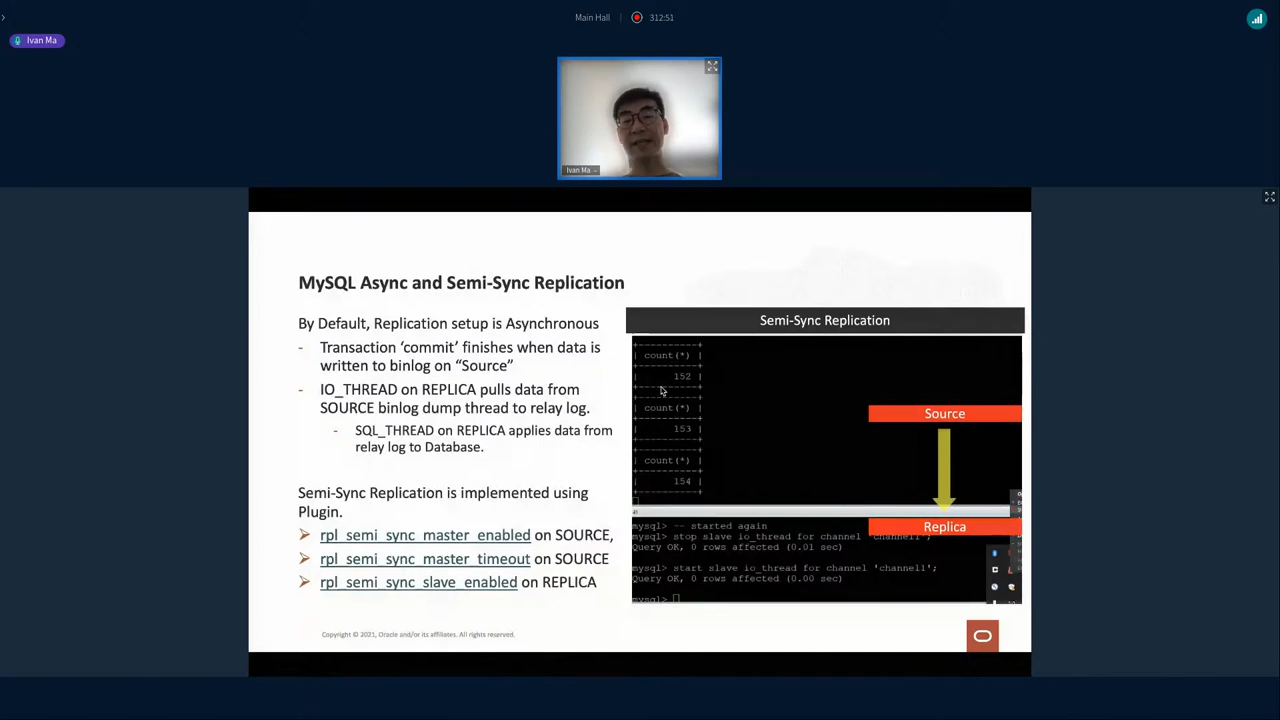 Main Hall
312:51
Ivan Ma
Ivan Ma
MySQL Async and Semi-Sync Replication
By Default, Replication setup is Asynchronous
- Transaction ‘commit’ finishes when data is
written to binlog on “Source”
- IO_THREAD on REPLICA pulls data from
SOURCE binlog dump thread to relay log.
- SQL_THREAD on REPLICA applies data from
relay log to Database.
Semi-Sync Replication is implemented using
Plugin.
rpl_semi_sync_master_enabled on SOURCE,
rpl_semi_sync_master_timeout on SOURCE
rpl_semi_sync_slave_enabled on REPLICA
Semi-Sync Replication
+----------+
| count(*) |
+----------+
| 152 |
+----------+
+----------+
| count(*) |
+----------+
| 153 |
+----------+
+----------+
| count(*) |
+----------+
| 154 |
+----------+
Source
Replica
mysql> -- started again
mysql> stop slave io_thread for channel 'channel1';
Query OK, 0 rows affected (0.01 sec)
mysql> start slave io_thread for channel 'channel1';
Query OK, 0 rows affected (0.00 sec)
mysql>
Copyright © 2021, Oracle and/or its affiliates. All rights reserved.